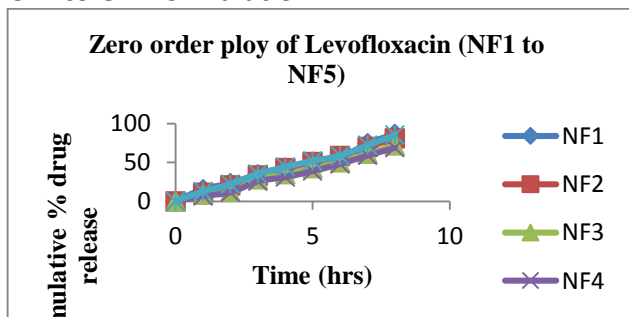 Zero order ploy of Levofloxacin (NF1 to
NF5)
100
50
0
0
5
10
Time (hrs)
% drug
release
NF1
NF2
NF3
NF4